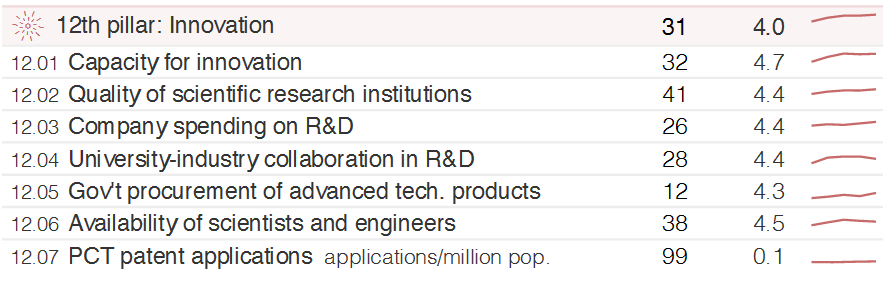 12th pillar: Innovation 31 4.0
12.01 Capacity for innovation 32 4.7
12.02 Quality of scientific research institutions 41 4.4
12.03 Company spending on R&D 26 4.4
12.04 University-industry collaboration in R&D 28 4.4
12.05 Gov't procurement of advanced tech. products 12 4.3
12.06 Availability of scientists and engineers 38 4.5
12.07 PCT patent applications applications/million pop. 99 0.1